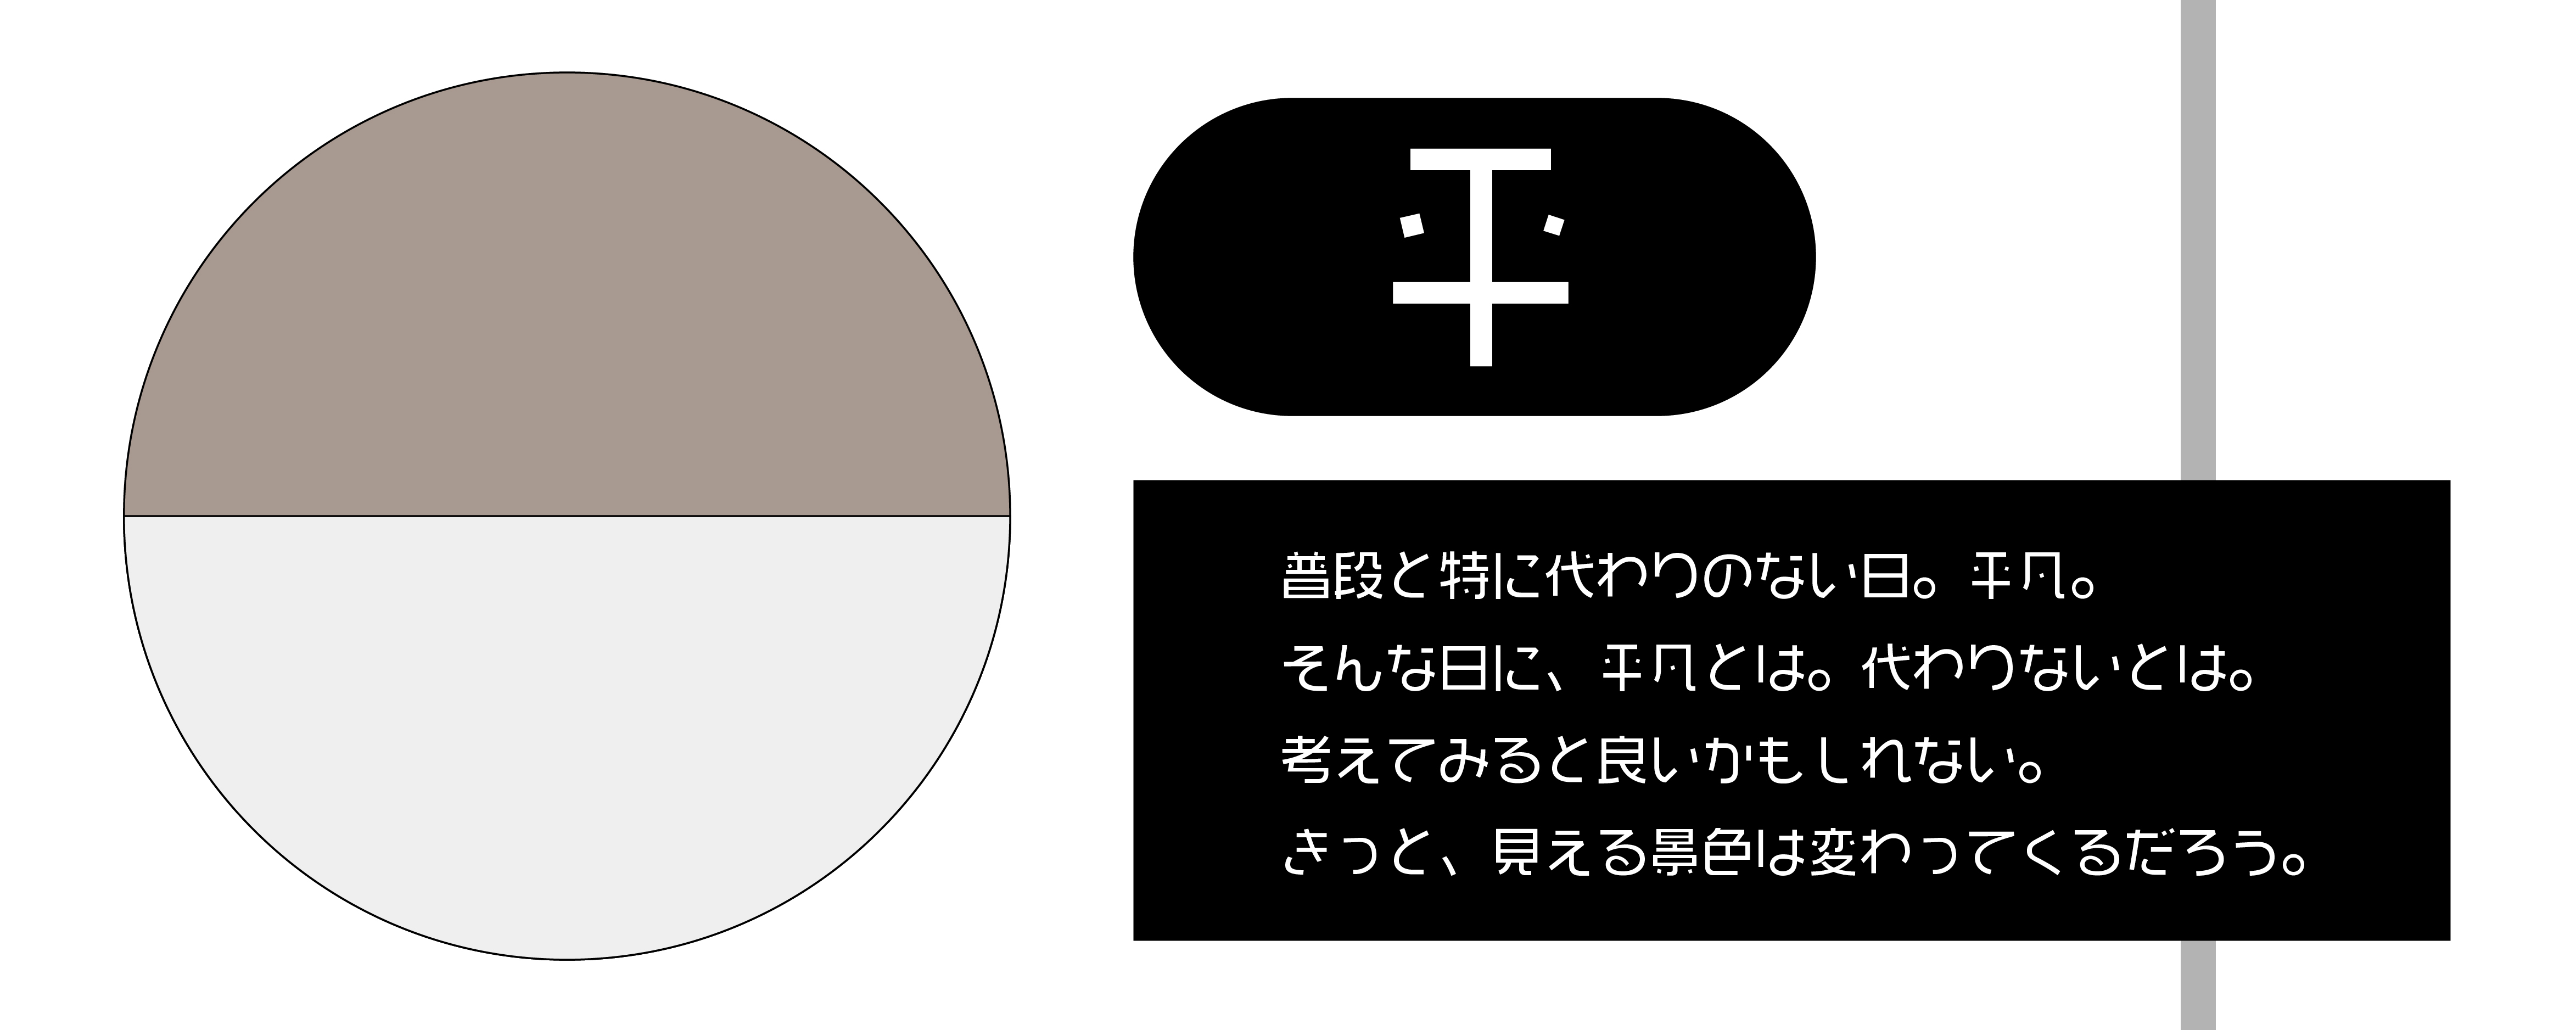 平
普段と特に代わりのない日。平凡。
そんな日に、平凡とは。代わりないとは。
考えてみると良いかもしれない。
きっと、見える景色は変わってくるだろう。